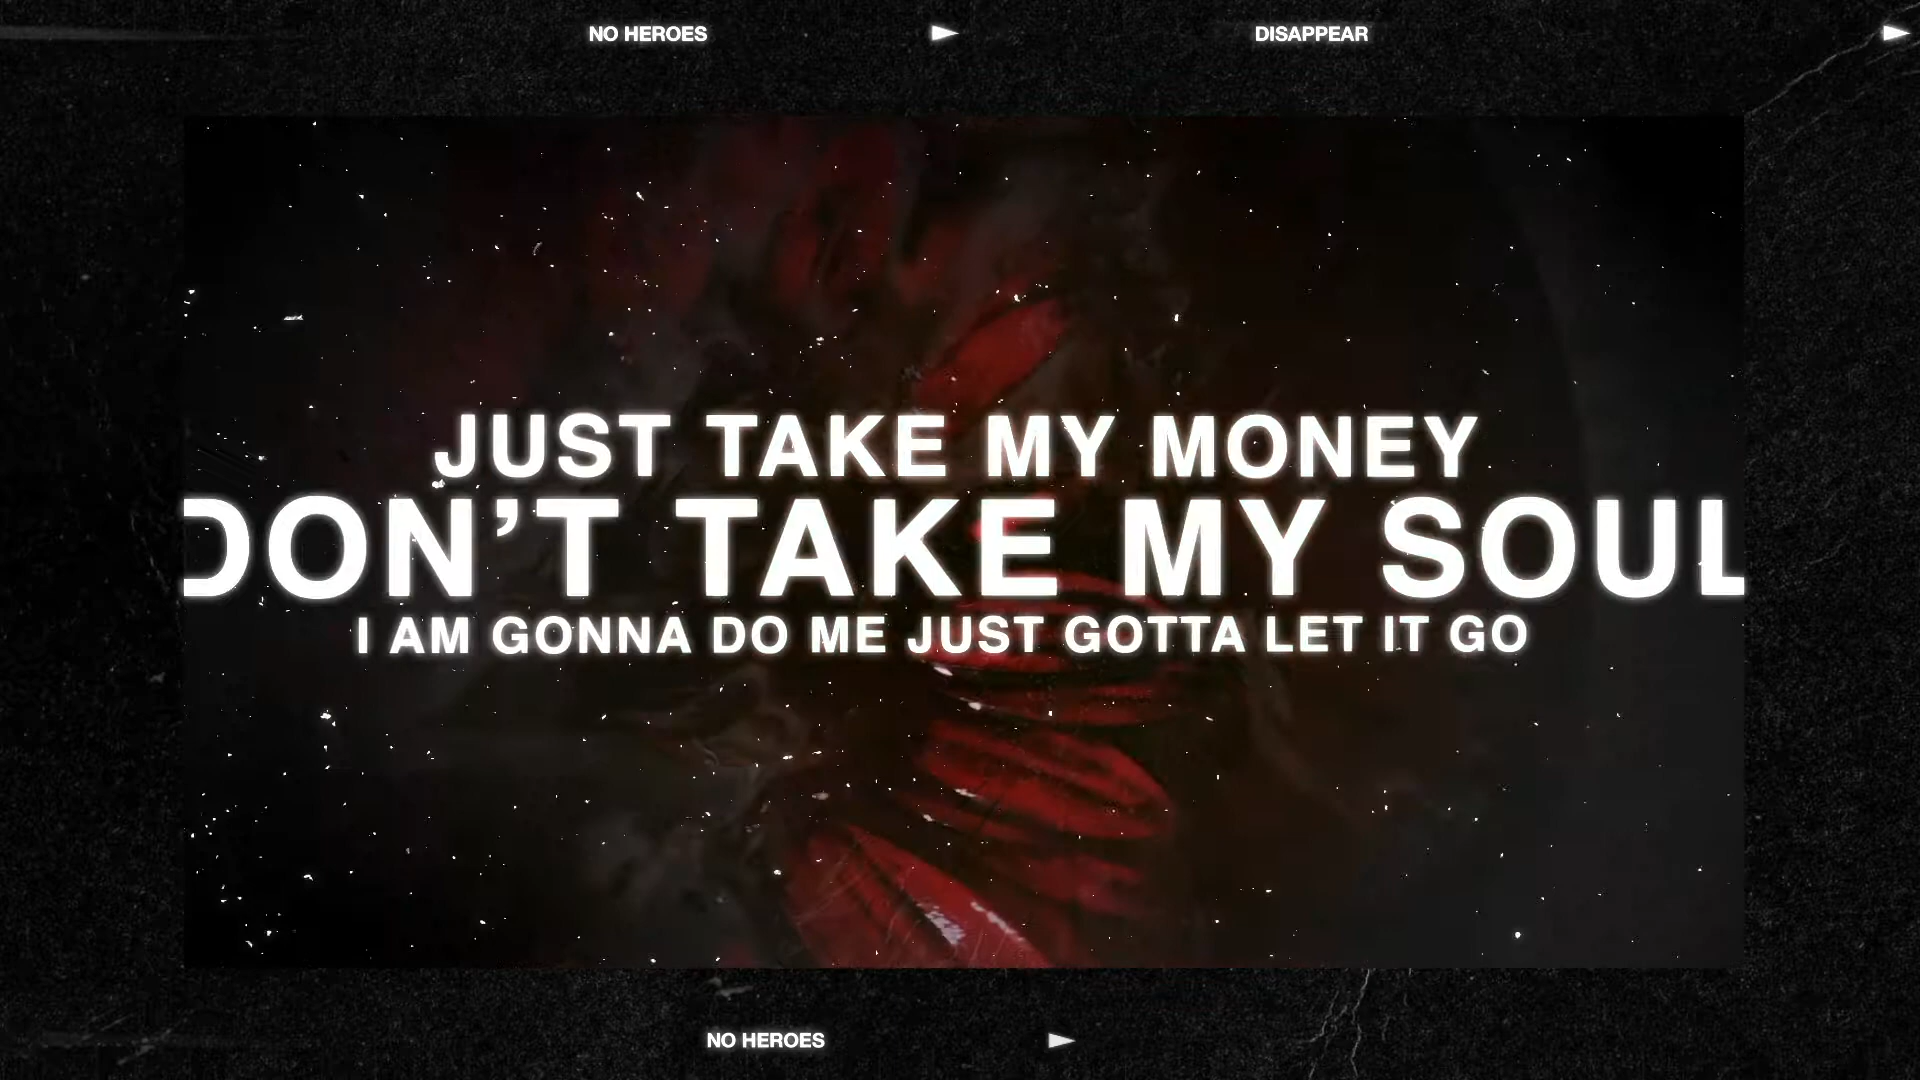 NO HEROES DISAPPEAR
JUST TAKE MY MONEY
DON’T TAKE MY SOUL
I AM GONNA DO ME JUST GOTTA LET IT GO
NO HEROES